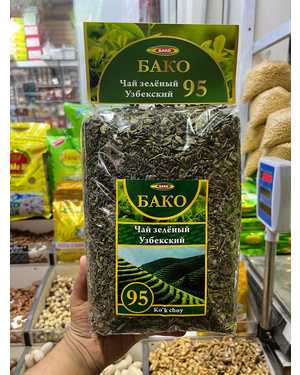 БАКО
БАКО
Чай зелёный
Узбекский 95
БАКО
БАКО
Чай зелёный
Узбекский
95
Ko'k choy